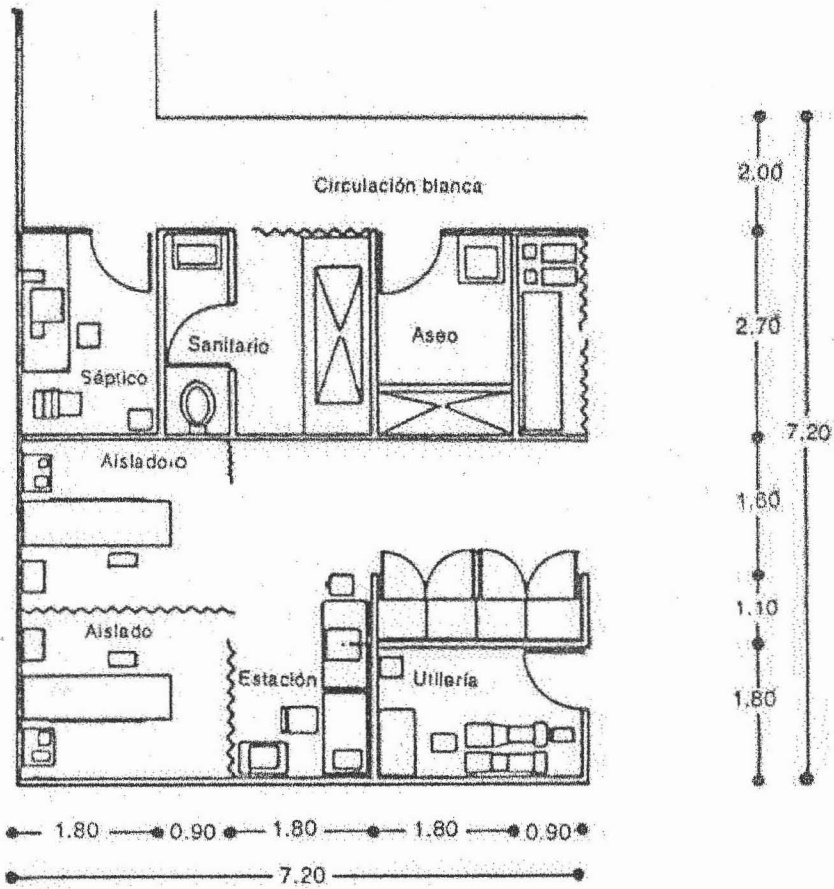 Circulación blanca
2.00
Sanitario
Aseo
2.70
Séptico
7.20
Aisladoio
1.60
Aislado
1.10
Estación
Utilería
1.80
1.80
0.90
1.80
1.80
0.90
7.20